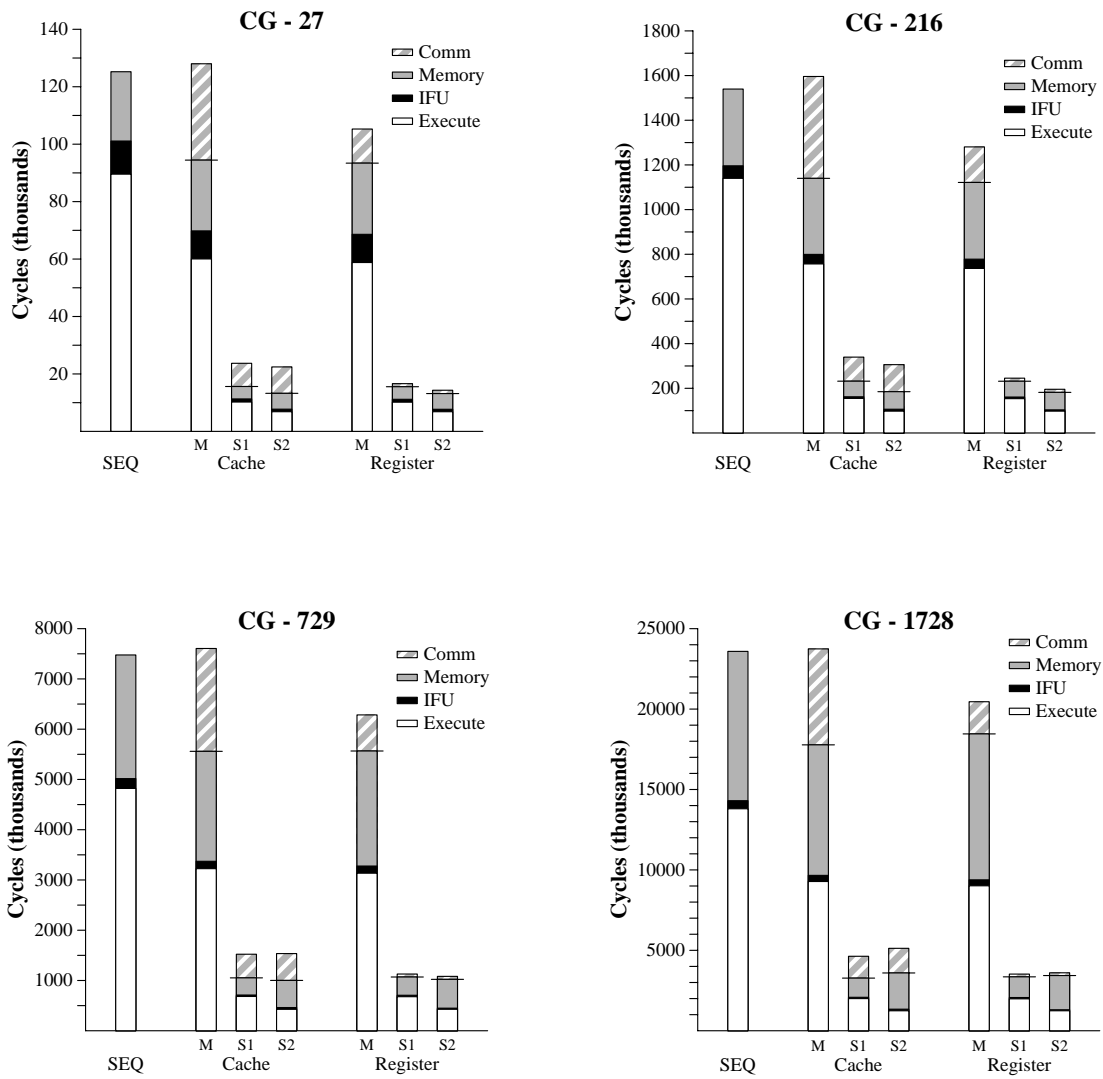 CG - 27
140
120
100
80
60
40
20
Cycles (thousands)
Comm
Memory
IFU
Execute
M S1 S2 M S1 S2
SEQ Cache Register
CG - 216
1800
1600
1400
1200
1000
800
600
400
200
Cycles (thousands)
Comm
Memory
IFU
Execute
M S1 S2 M S1 S2
SEQ Cache Register
CG - 729
8000
7000
6000
5000
4000
3000
2000
1000
Cycles (thousands)
Comm
Memory
IFU
Execute
M S1 S2 M S1 S2
SEQ Cache Register
CG - 1728
25000
20000
15000
10000
5000
Cycles (thousands)
Comm
Memory
IFU
Execute
M S1 S2 M S1 S2
SEQ Cache Register